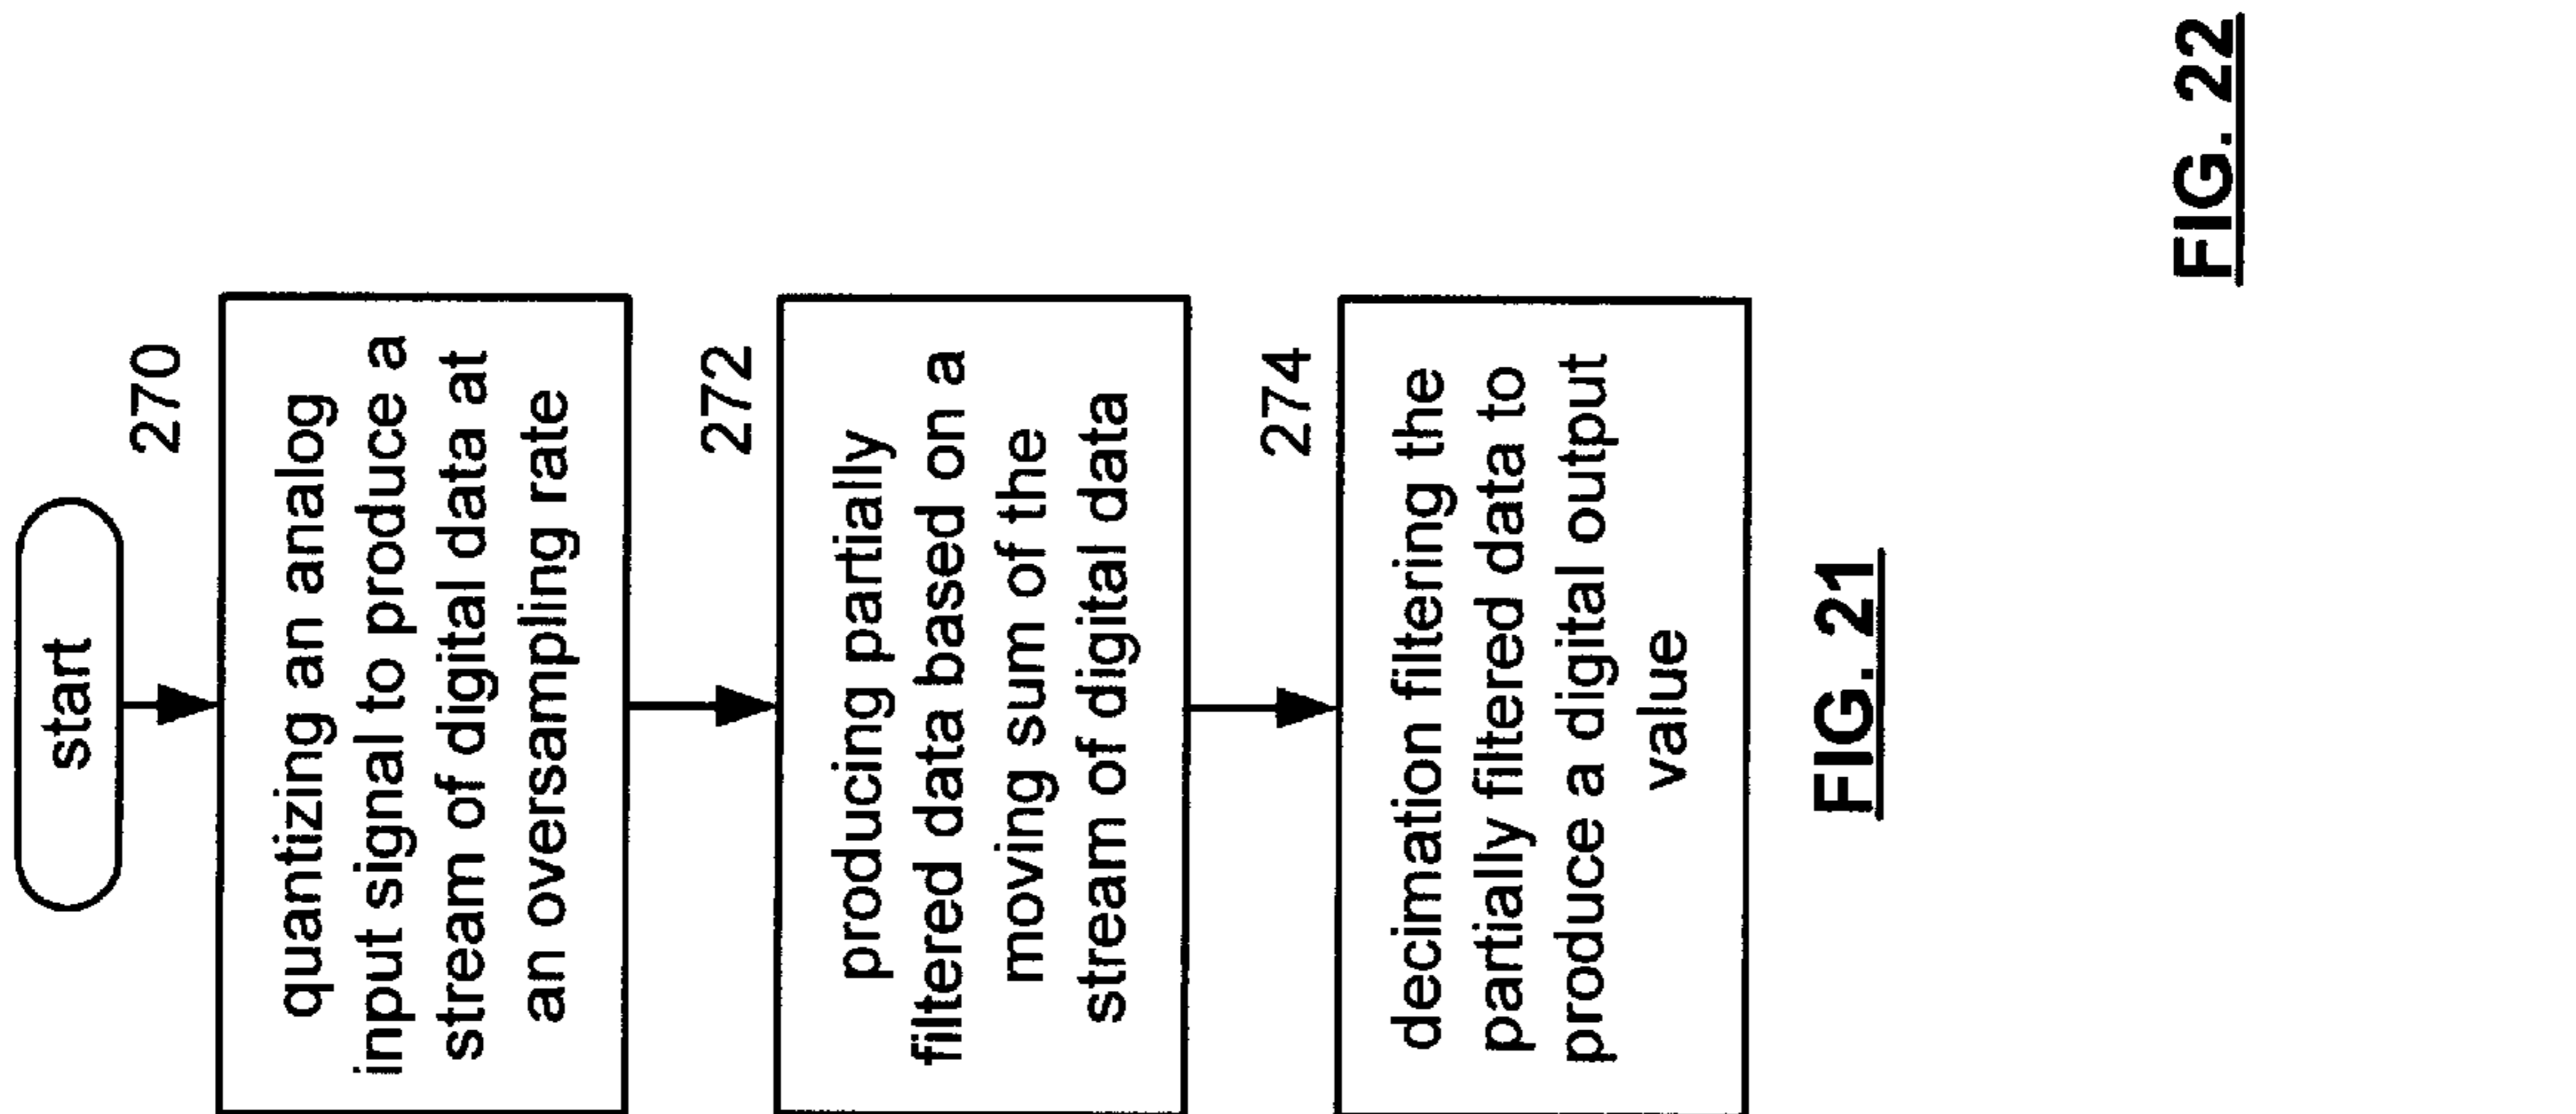 start
270
quantizing an analog
input signal to produce a
stream of digital data at
an oversampling rate
272
producing partially
filtered data based on a
moving sum of the
stream of digital data
274
decimation filtering the
partially filtered data to
produce a digital output
value
FIG. 21
FIG. 22